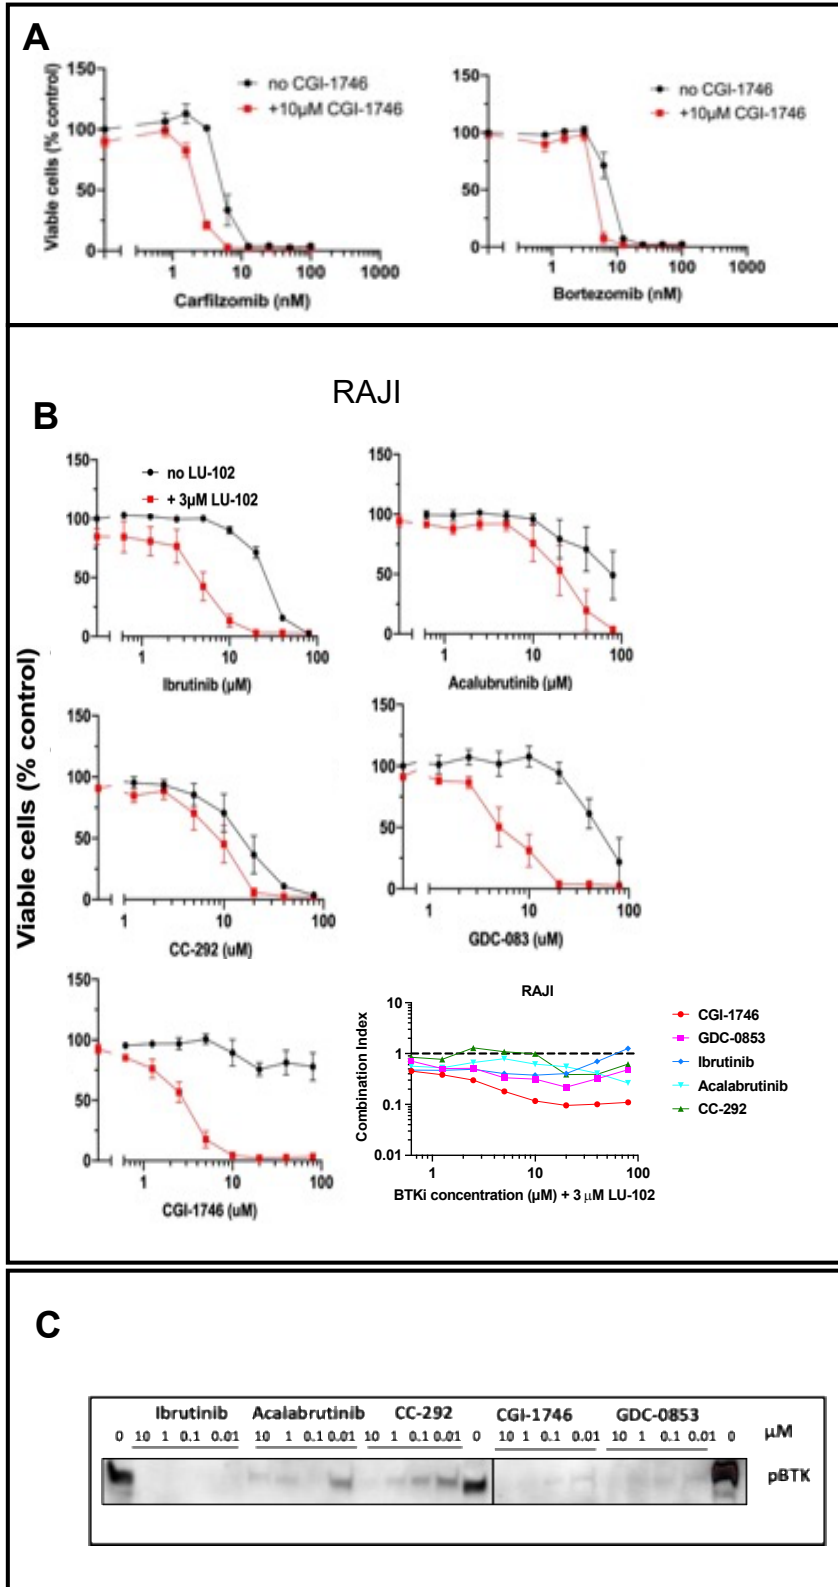 A
150
100
50
0
Viable cells (% control)
no CGI-1746
+10µM CGI-1746
1 10 100 1000
Carfilzomib (nM)
150
100
50
0
no CGI-1746
+10µM CGI-1746
1 10 100 1000
Bortezomib (nM)
RAJI
B
Viable cells (% control)
150
100
50
0
no LU-102
+ 3µM LU-102
1 10 100
Ibrutinib (µM)
150
100
50
0
1 10 100
Acalubrutinib (µM)
150
100
50
0
1 10 100
CC-292 (uM)
150
100
50
0
1 10 100
GDC-083 (uM)
150
100
50
0
1 10 100
CGI-1746 (uM)
RAJI
Combination Index
10
1
0.1
0.01
1 10 100
BTKi concentration (µM) + 3 µM LU-102
CGI-1746
GDC-0853
Ibrutinib
Acalabrutinib
CC-292
C
Ibrutinib Acalabrutinib CC-292 CGI-1746 GDC-0853
0 10 1 0.1 0.01 10 1 0.1 0.01 10 1 0.1 0.01 0 10 1 0.1 0.01 10 1 0.1 0.01 0 µM
pBTK